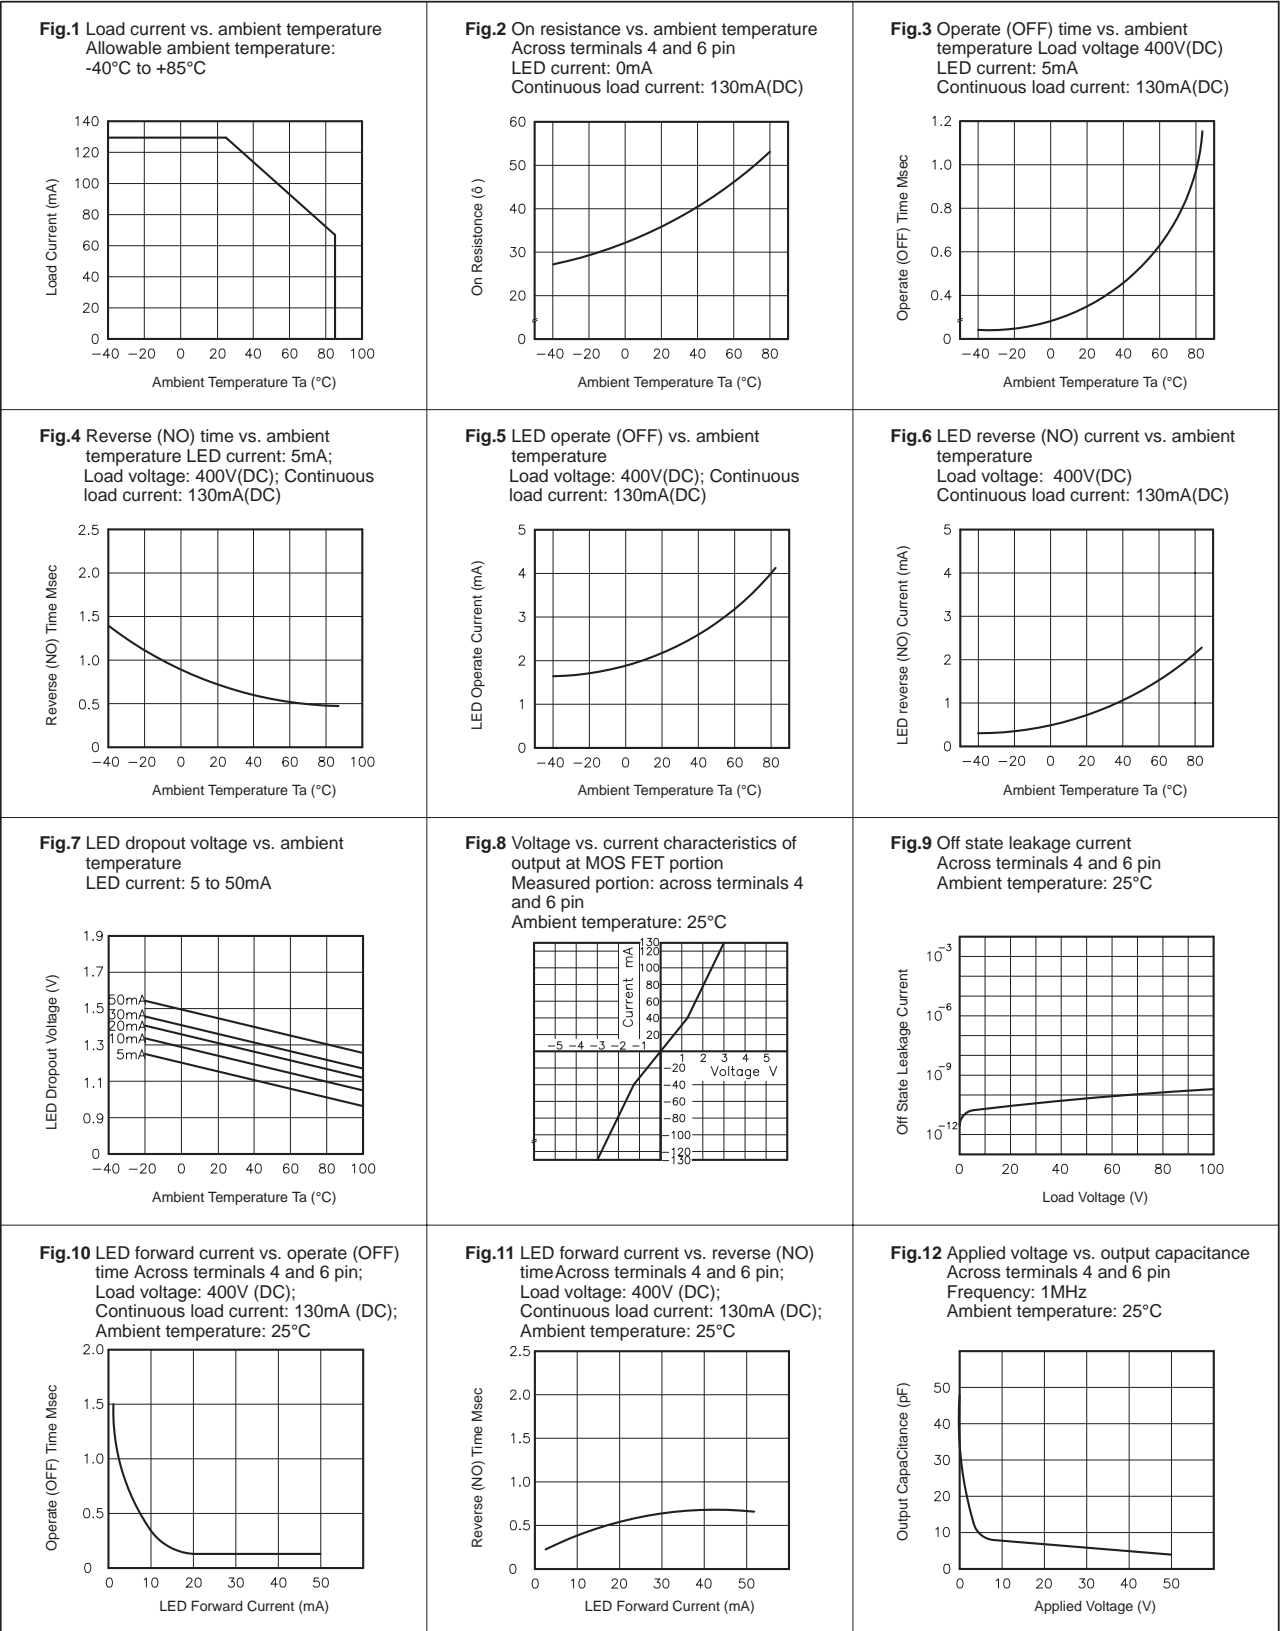 Fig.1 Load current vs. ambient temperature
Allowable ambient temperature:
-40°C to +85°C
140
120
100
80
60
40
20
0
Load Current (mA)
−40 −20 0 20 40 60 80 100
Ambient Temperature Ta (°C)
Fig.2 On resistance vs. ambient temperature
Across terminals 4 and 6 pin
LED current: 0mA
Continuous load current: 130mA(DC)
60
50
40
30
20
0
On Resistonce (ô )
−40 −20 0 20 40 60 80
Ambient Temperature Ta (°C)
Fig.3 Operate (OFF) time vs. ambient
temperature Load voltage 400V(DC)
LED current: 5mA
Continuous load current: 130mA(DC)
1.2
1.0
0.8
0.6
0.4
0
Operate (OFF) Time Msec
−40 −20 0 20 40 60 80
Ambient Temperature Ta (°C)
Fig.4 Reverse (NO) time vs. ambient
temperature LED current: 5mA;
Load voltage: 400V(DC); Continuous
load current: 130mA(DC)
2.5
2.0
1.5
1.0
0.5
0
Reverse (NO) Time Msec
−40 −20 0 20 40 60 80 100
Ambient Temperature Ta (°C)
Fig.5 LED operate (OFF) vs. ambient
temperature
Load voltage: 400V(DC); Continuous
load current: 130mA(DC)
5
4
3
2
1
0
LED Operate Current (mA)
−40 −20 0 20 40 60 80
Ambient Temperature Ta (°C)
Fig.6 LED reverse (NO) current vs. ambient
temperature
Load voltage: 400V(DC)
Continuous load current: 130mA(DC)
5
4
3
2
1
0
LED reverse (NO) Current (mA)
−40 −20 0 20 40 60 80
Ambient Temperature Ta (°C)
Fig.7 LED dropout voltage vs. ambient
temperature
LED current: 5 to 50mA
1.9
1.7
1.5
1.3
1.1
0.9
0
LED Dropout Voltage (V)
50mA
30mA
20mA
10mA
5mA
−40 −20 0 20 40 60 80 100
Ambient Temperature Ta (°C)
Fig.8 Voltage vs. current characteristics of
output at MOS FET portion
Measured portion: across terminals 4
and 6 pin
Ambient temperature: 25°C
130
120
100
80
60
40
20
Current mA
−5 −4 −3 −2 −1
1 2 3 4 5
Voltage V
−20
−40
−60
−80
−100
−120
−130
Fig.9 Off state leakage current
Across terminals 4 and 6 pin
Ambient temperature: 25°C
10-3
10-6
10-9
10-12
Off State Leakage Current
0 20 40 60 80 100
Load Voltage (V)
Fig.10 LED forward current vs. operate (OFF)
time Across terminals 4 and 6 pin;
Load voltage: 400V (DC);
Continuous load current: 130mA (DC);
Ambient temperature: 25°C
2.0
1.5
1.0
0.5
0
Operate (OFF) Time Msec
0 10 20 30 40 50
LED Forward Current (mA)
Fig.11 LED forward current vs. reverse (NO)
timeAcross terminals 4 and 6 pin;
Load voltage: 400V (DC);
Continuous load current: 130mA (DC);
Ambient temperature: 25°C
2.5
2.0
1.5
1.0
0.5
0
Reverse (NO) Time Msec
0 10 20 30 40 50
LED Forward Current (mA)
Fig.12 Applied voltage vs. output capacitance
Across terminals 4 and 6 pin
Frequency: 1MHz
Ambient temperature: 25°C
50
40
30
20
10
0
Output CapaCitance (pF)
0 10 20 30 40 50
Applied Voltage (V)